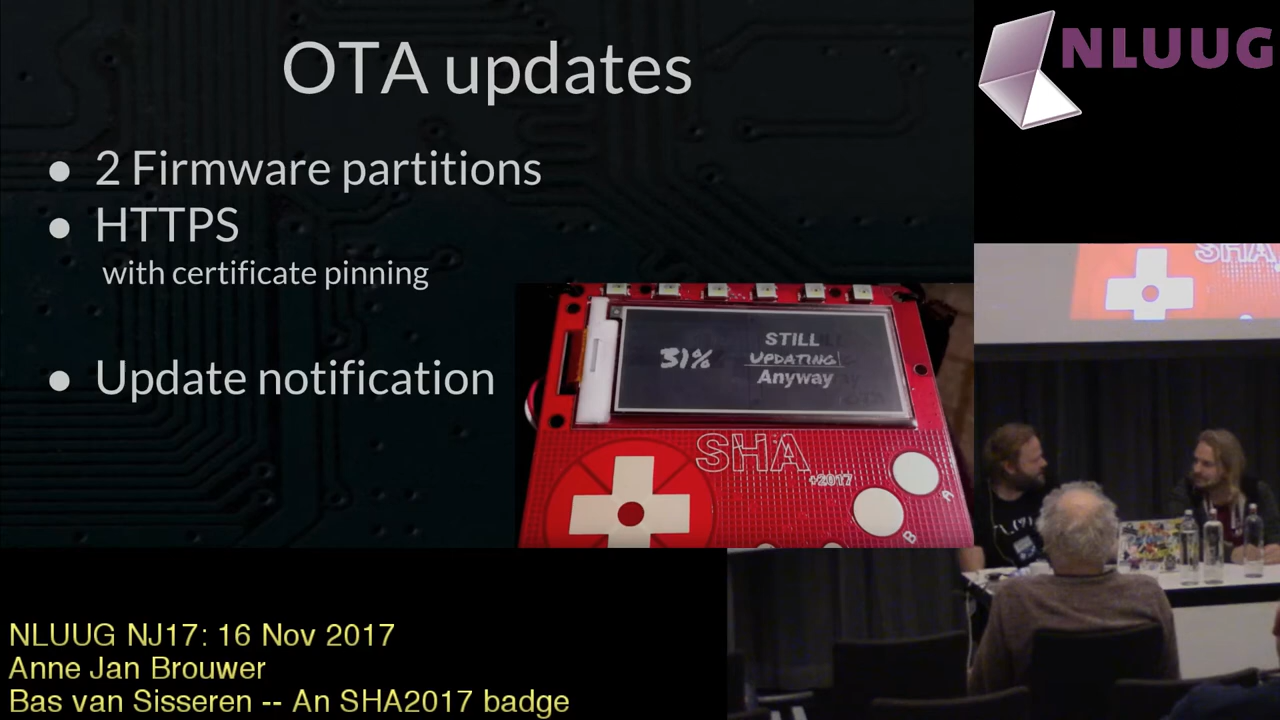 OTA updates
● 2 Firmware partitions
● HTTPS
with certificate pinning
● Update notification
31%
STILL
UPDATING!
Anyway
SHA
+2017
A
B
NLUUG
SHA
NLUUG NJ17: 16 Nov 2017
Anne Jan Brouwer
Bas van Sisseren -- An SHA2017 badge